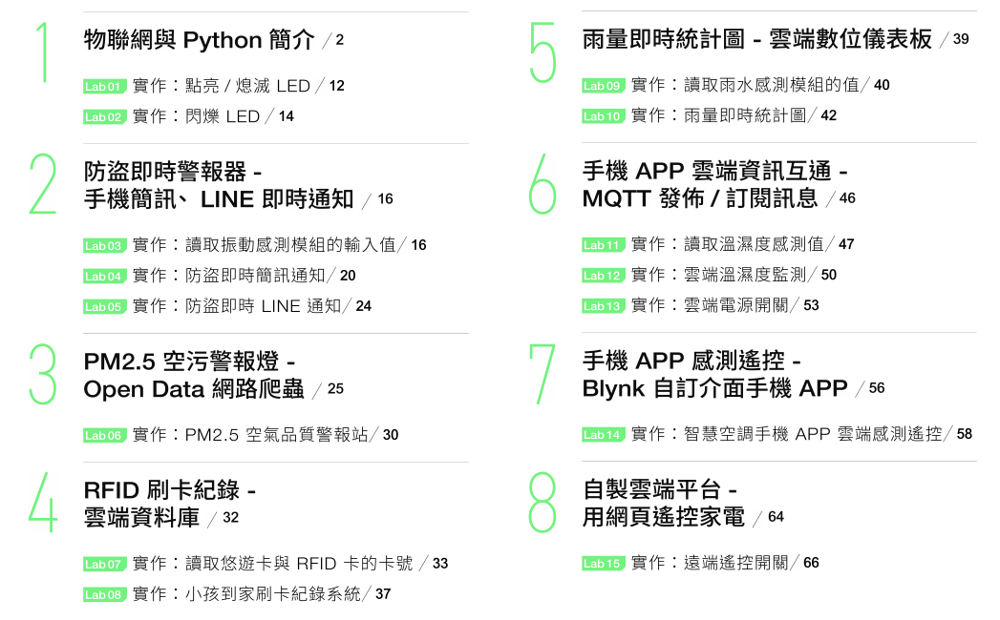 1
物聯網與 Python 簡介 / 2
Lab 01 實作：點亮 / 熄滅 LED / 12
Lab 02 實作：閃爍 LED / 14
2
防盜即時警報器 -
手機簡訊、LINE 即時通知 / 16
Lab 03 實作：讀取振動感測模組的輸入值 / 16
Lab 04 實作：防盜即時簡訊通知 / 20
Lab 05 實作：防盜即時 LINE 通知 / 24
3
PM2.5 空污警報燈 -
Open Data 網路爬蟲 / 25
Lab 06 實作：PM2.5 空氣品質警報站 / 30
4
RFID 刷卡紀錄 -
雲端資料庫 / 32
Lab 07 實作：讀取悠遊卡與 RFID 卡的卡號 / 33
Lab 08 實作：小孩到家刷卡紀錄系統 / 37
5
雨量即時統計圖 - 雲端數位儀表板 / 39
Lab 09 實作：讀取雨水感測模組的值 / 40
Lab 10 實作：雨量即時統計圖 / 42
6
手機 APP 雲端資訊互通 -
MQTT 發佈 / 訂閱訊息 / 46
Lab 11 實作：讀取溫濕度感測值 / 47
Lab 12 實作：雲端溫濕度監測 / 50
Lab 13 實作：雲端電源開關 / 53
7
手機 APP 感測遙控 -
Blynk 自訂介面手機 APP / 56
Lab 14 實作：智慧空調手機 APP 雲端感測遙控 / 58
8
自製雲端平台 -
用網頁遙控家電 / 64
Lab 15 實作：遠端遙控開關 / 66